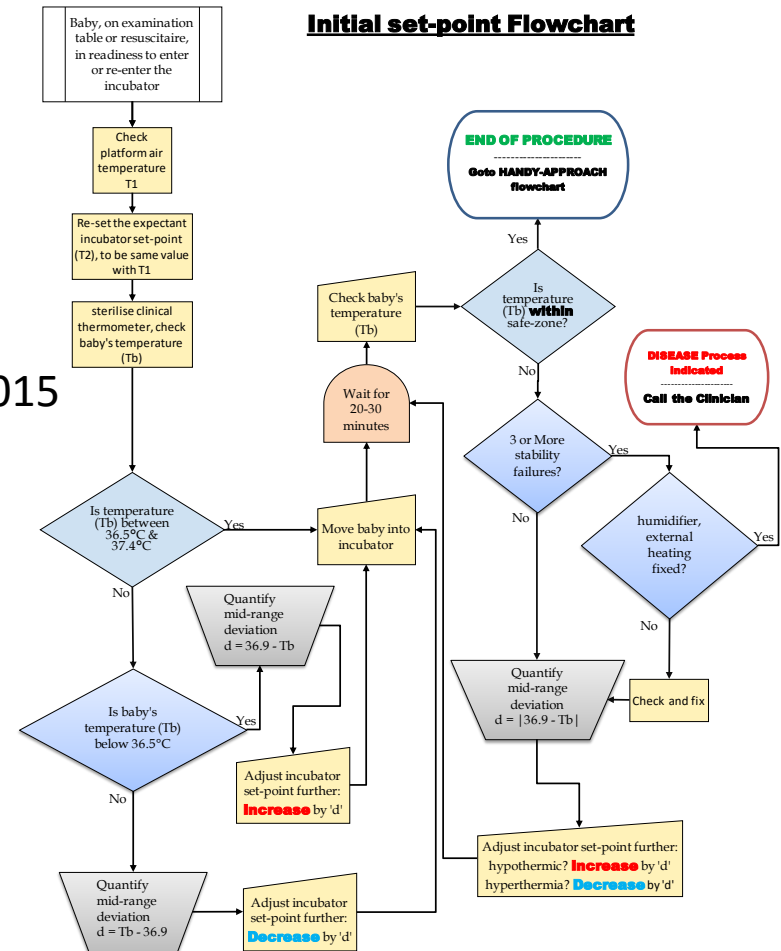 Initial set-point Flowchart
Baby, on examination
table or resuscitaire,
in readiness to enter
or re-enter the
incubator
Check
platform air
temperature
T1
Re-set the expectant
incubator set-point
(T2), to be same value
with T1
sterilise clinical
thermometer, check
baby's temperature
(Tb)
015
Is temperature
(Tb) between
36.5°C &
37.4°C
Yes
No
Is baby's
temperature (Tb)
below 36.5°C
Yes
No
Quantify
mid-range
deviation
d = 36.9 - Tb
Adjust incubator
set-point further:
Increase by 'd'
Quantify
mid-range
deviation
d = Tb - 36.9
Adjust incubator
set-point further:
Decrease by 'd'
Move baby into
incubator
Wait for
20-30
minutes
Check baby's
temperature
(Tb)
Is
temperature
(Tb) within
safe-zone?
Yes
END OF PROCEDURE
----------------------
Goto HANDY-APPROACH
flowchart
No
3 or More
stability
failures?
Yes
No
humidifier,
external
heating
fixed?
Yes
DISEASE Process
Indicated
----------------------
Call the Clinician
No
Check and fix
Quantify
mid-range
deviation
d = |36.9 - Tb|
Adjust incubator set-point further:
hypothermic? Increase by 'd'
hyperthermia? Decrease by 'd'